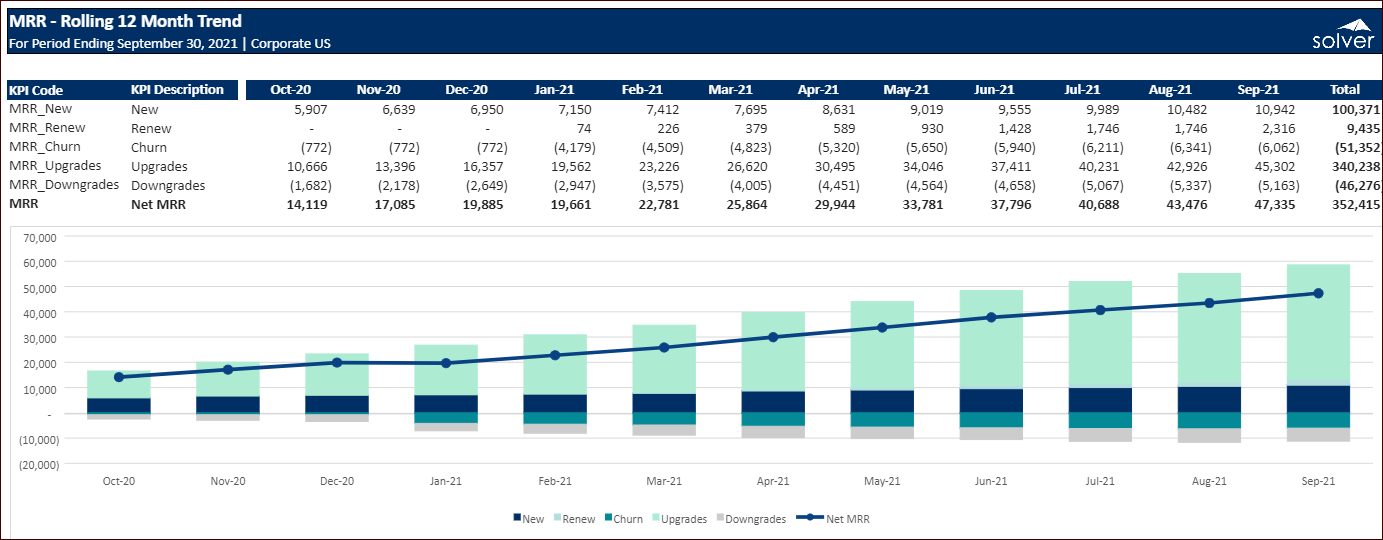 MRR - Rolling 12 Month Trend
For Period Ending September 30, 2021 | Corporate US
solver
KPI Code KPI Description Oct-20 Nov-20 Dec-20 Jan-21 Feb-21 Mar-21 Apr-21 May-21 Jun-21 Jul-21 Aug-21 Sep-21 Total
MRR_New New 5,907 6,639 6,950 7,150 7,412 7,695 8,631 9,019 9,555 9,989 10,482 10,942 100,371
MRR_Renew Renew - - - 74 226 379 589 930 1,428 1,746 1,746 2,316 9,435
MRR_Churn Churn (772) (772) (772) (4,179) (4,509) (4,823) (5,320) (5,650) (5,940) (6,211) (6,341) (6,062) (51,352
MRR_Upgrades Upgrades 10,666 13,396 16,357 19,562 23,226 26,620 30,495 34,046 37,411 40,231 42,926 45,302 340,238
MRR_Downgrades Downgrades (1,682) (2,178) (2,649) (2,947) (3,575) (4,005) (4,451) (4,564) (4,658) (5,067) (5,337) (5,163) (46,276
MRR Net MRR 14,119 17,085 19,885 19,661 22,781 25,864 29,944 33,781 37,796 40,688 43,476 47,335 352,415
70,000
60,000
50,000
40,000
30,000
20,000
10,000
-
(10,000)
(20,000)
Oct-20 Nov-20 Dec-20 Jan-21 Feb-21 Mar-21 Apr-21 May-21 Jun-21 Jul-21 Aug-21 Sep-21
New Renew Churn Upgrades Downgrades Net MRR